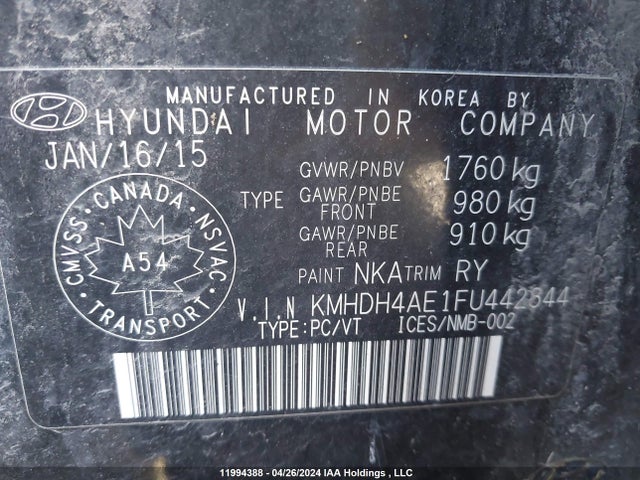 MANUFACTURED IN KOREA BY
HYUNDAI MOTOR COMPANY
JAN/16/15
GVWR/PNBV 1760 kg
TYPE GAWR/PNBE FRONT 980 kg
GAWR/PNBE REAR 910 kg
PAINT NKA TRIM RY
V.I.N KMHDH4AE1FU442844
TYPE:PC/VT ICES/NMB-002
CMVSS · CANADA · NSVAC
A54
TRANSPORT
11994388 - 04/26/2024 IAA Holdings , LLC